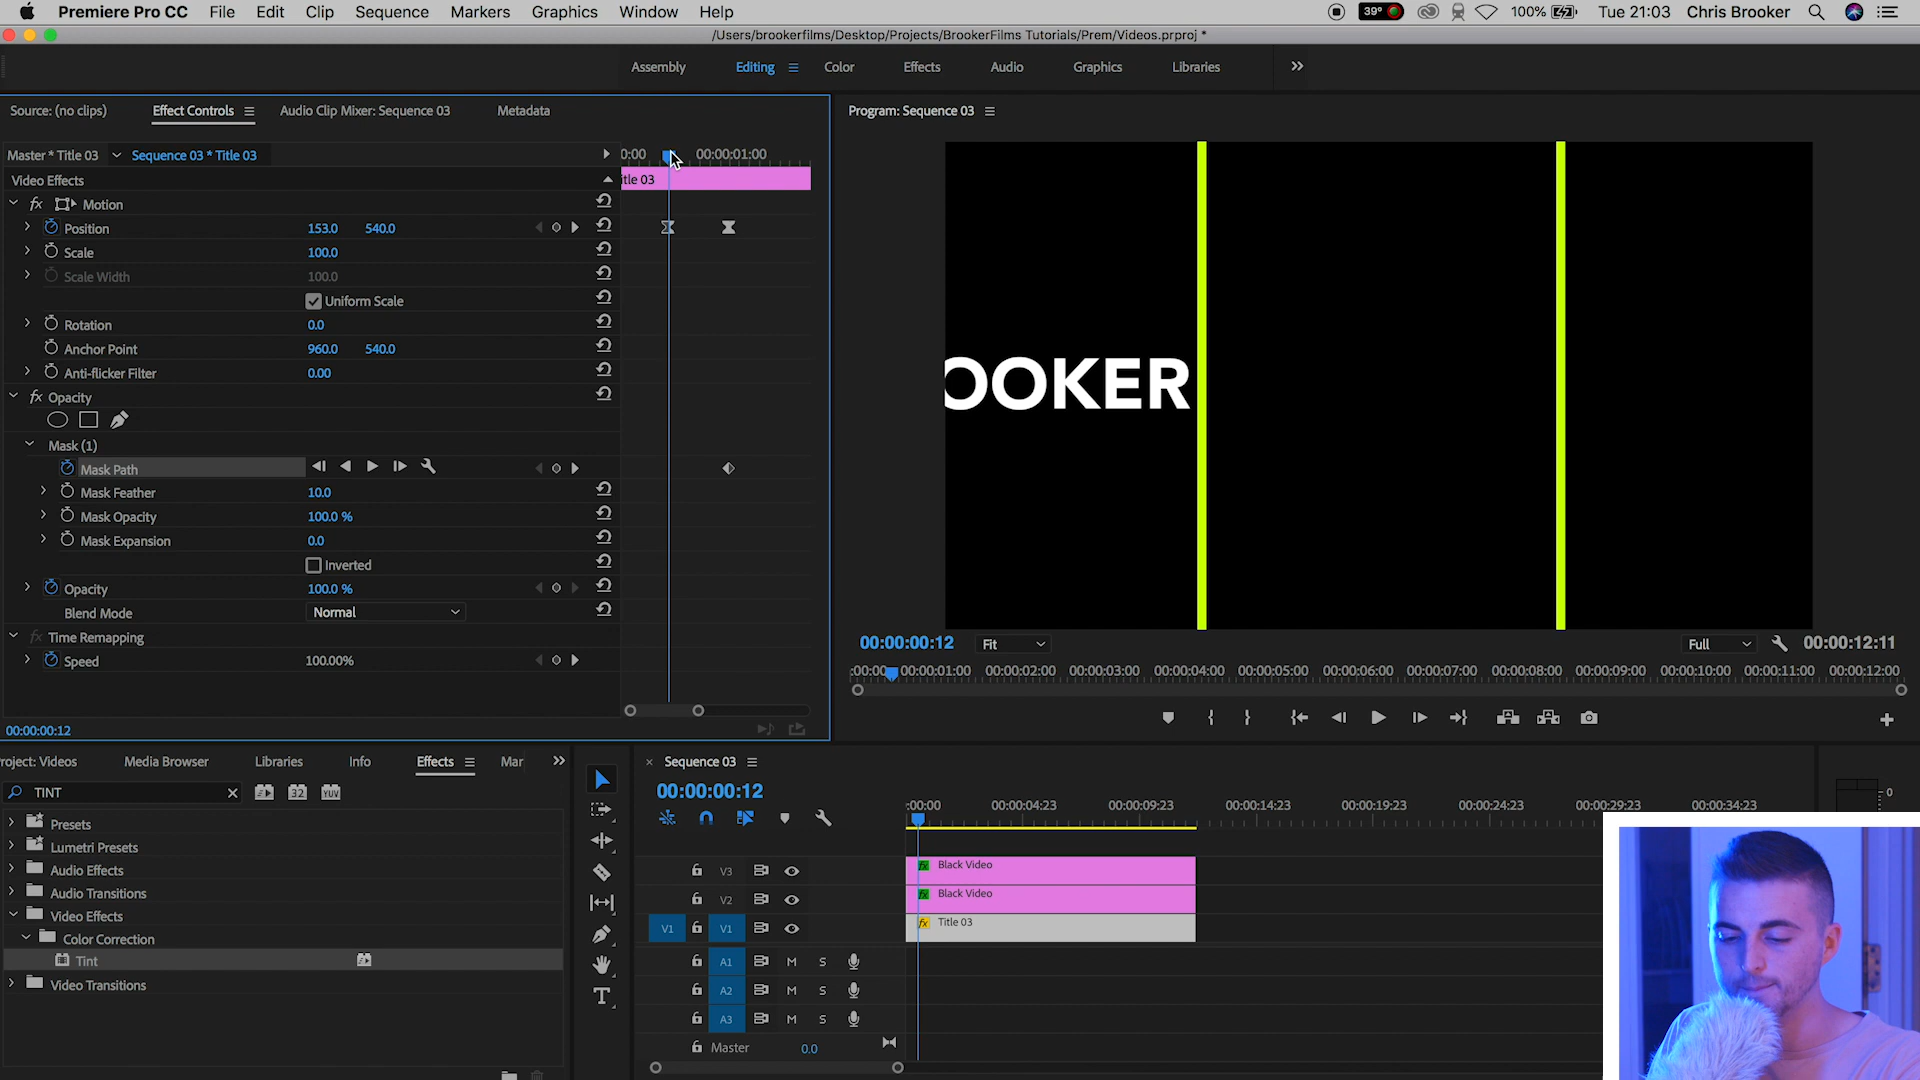 Premiere Pro CC File Edit Clip Sequence Markers Graphics Window Help 39° 100% Tue 21:03 Chris Brooker
/Users/brookerfilms/Desktop/Projects/BrookerFilms Tutorials/Prem/Videos.prproj *
Assembly Editing Color Effects Audio Graphics Libraries
Source: (no clips) Effect Controls Audio Clip Mixer: Sequence 03 Metadata
Program: Sequence 03
Master * Title 03 Sequence 03 * Title 03
0:00 00:00:01:00
Video Effects
itle 03
Motion
Position 153.0 540.0
Scale 100.0
Scale Width 100.0
Uniform Scale
Rotation 0.0
Anchor Point 960.0 540.0
Anti-flicker Filter 0.00
Opacity
Mask (1)
Mask Path
Mask Feather 10.0
Mask Opacity 100.0 %
Mask Expansion 0.0
Inverted
Opacity 100.0 %
Blend Mode Normal
Time Remapping
Speed 100.00%
00:00:00:12
OOKER
00:00:00:12 Fit Full 00:00:12:11
:00:00 00:00:01:00 00:00:02:00 00:00:03:00 00:00:04:00 00:00:05:00 00:00:06:00 00:00:07:00 00:00:08:00 00:00:09:00 00:00:10:00 00:00:11:00 00:00:12:00
roject: Videos Media Browser Libraries Info Effects Mar
TINT
32 YUV
Presets
Lumetri Presets
Audio Effects
Audio Transitions
Video Effects
Color Correction
Tint
Video Transitions
T
× Sequence 03
00:00:00:12
:00:00 00:00:04:23 00:00:09:23 00:00:14:23 00:00:19:23 00:00:24:23 00:00:29:23 00:00:34:23
V3 fx Black Video
V2 fx Black Video
V1 V1 fx Title 03
A1 M S
A2 M S
A3 M S
Master 0.0
0